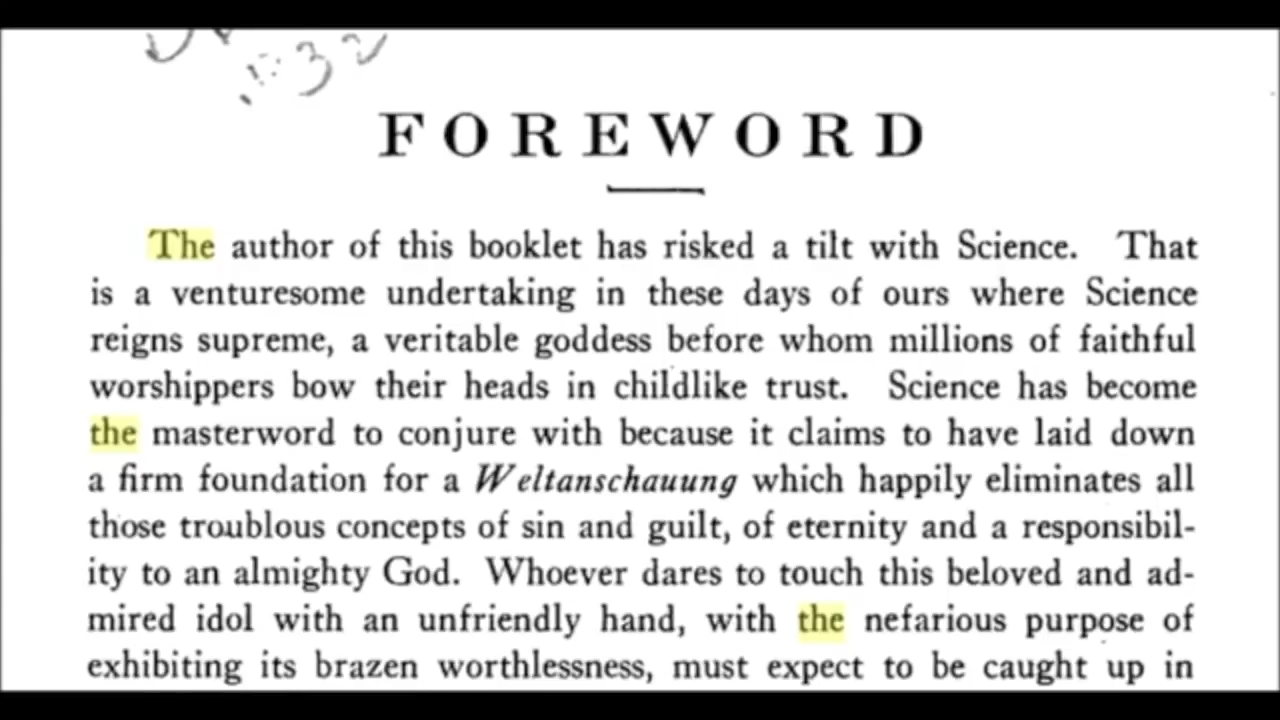 FOREWORD
The author of this booklet has risked a tilt with Science. That
is a venturesome undertaking in these days of ours where Science
reigns supreme, a veritable goddess before whom millions of faithful
worshippers bow their heads in childlike trust. Science has become
the masterword to conjure with because it claims to have laid down
a firm foundation for a Weltanschauung which happily eliminates all
those troublous concepts of sin and guilt, of eternity and a responsibil-
ity to an almighty God. Whoever dares to touch this beloved and ad-
mired idol with an unfriendly hand, with the nefarious purpose of
exhibiting its brazen worthlessness, must expect to be caught up in